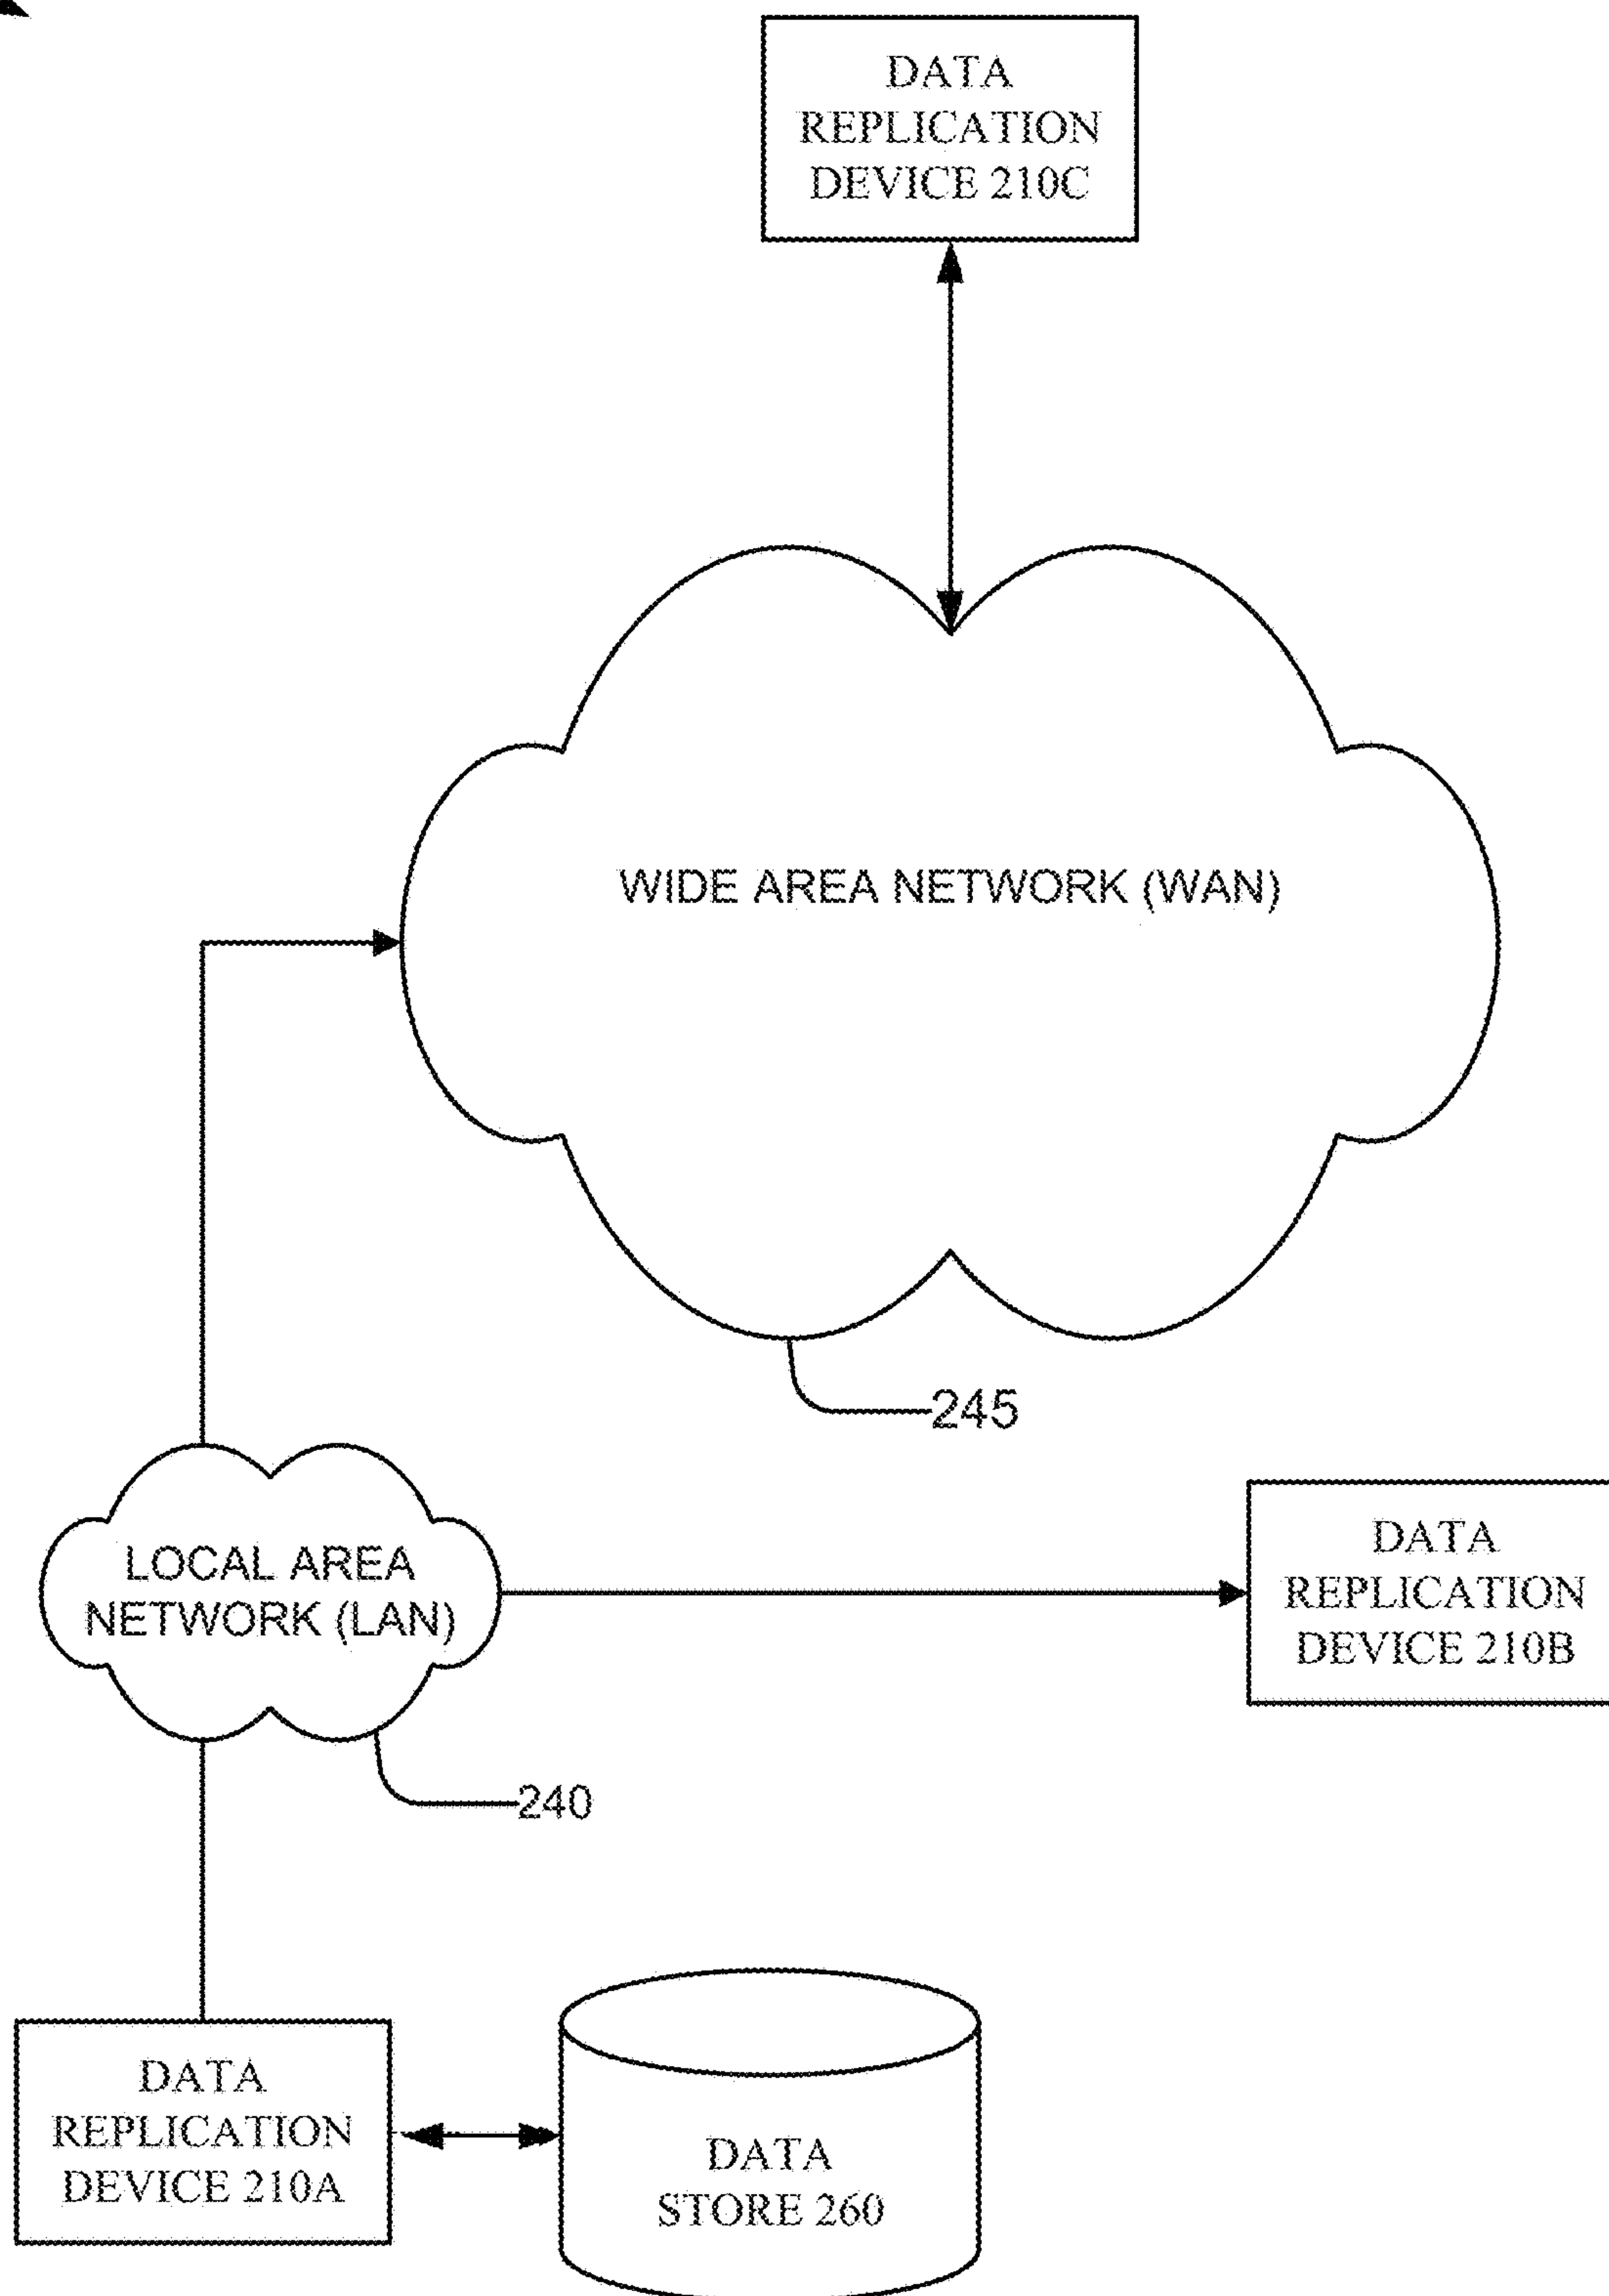 DATA
REPLICATION
DEVICE 210C
WIDE AREA NETWORK (WAN)
245
LOCAL AREA
NETWORK (LAN)
DATA
REPLICATION
DEVICE 210B
240
DATA
REPLICATION
DEVICE 210A
DATA
STORE 260